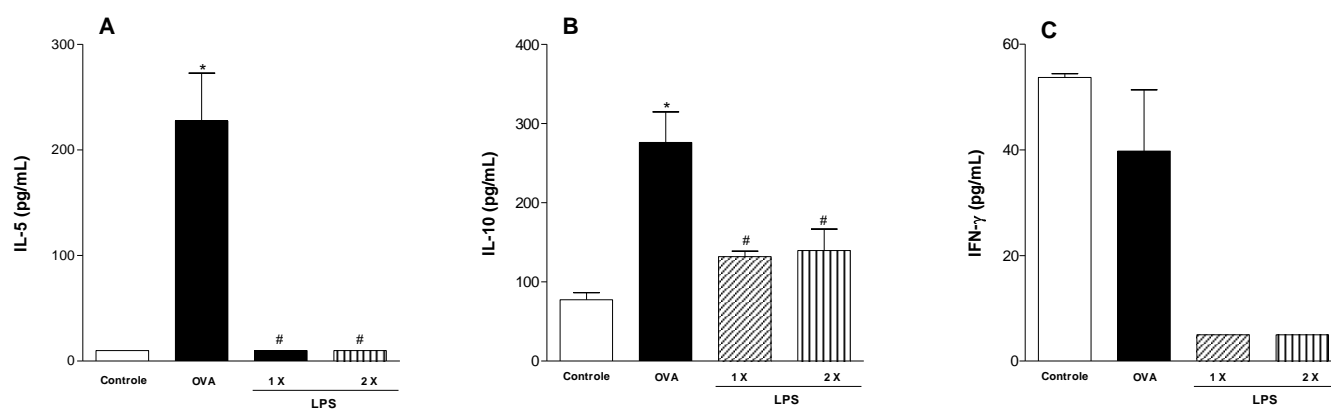 A
300
200
100
0
IL-5 (pg/mL)
*
#
#
Controle
OVA
1 X
2 X
LPS
B
400
300
200
100
0
IL-10 (pg/mL)
*
#
#
Controle
OVA
1 X
2 X
LPS
C
60
40
20
0
IFN-γ (pg/mL)
Controle
OVA
1 X
2 X
LPS